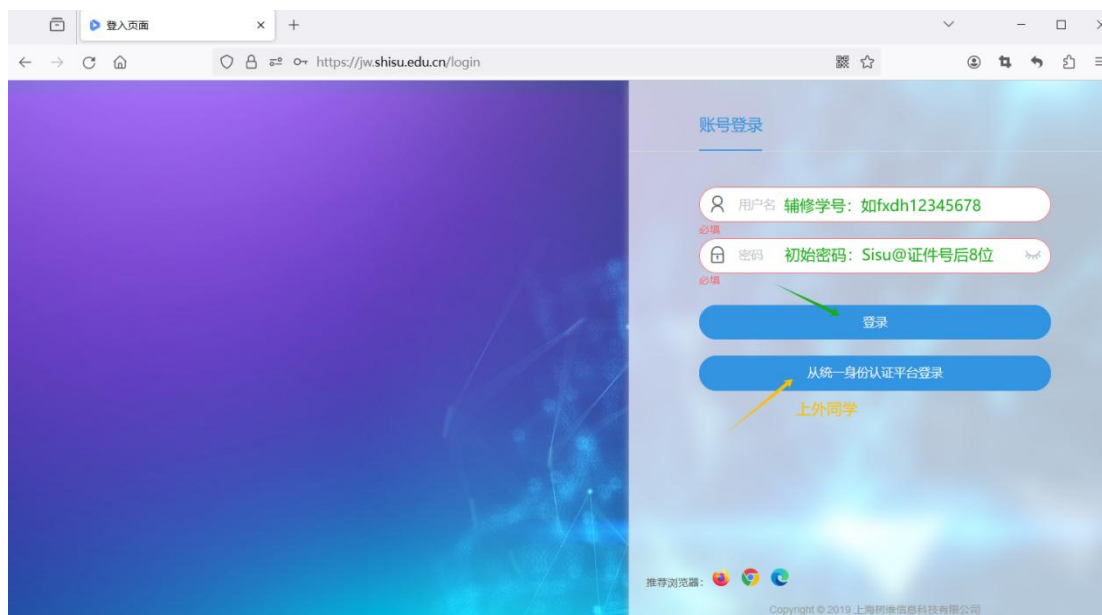 登入页面
https://jw.shisu.edu.cn/login
账号登录
用户名 辅修学号：如fxdh12345678
必填
密码 初始密码：Sisu@证件号后8位
必填
登录
从统一身份认证平台登录
上外同学
推荐浏览器：
Copyright © 2019 上海树维信息科技有限公司